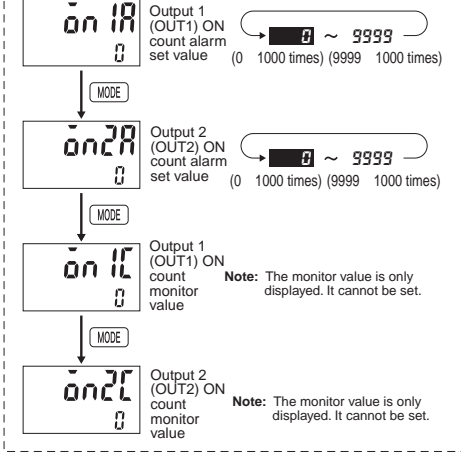 on1A
0
Output 1
(OUT1) ON
count alarm
set value
0 ~ 9999
(0 1000 times) (9999 1000 times)
MODE
on2A
0
Output 2
(OUT2) ON
count alarm
set value
0 ~ 9999
(0 1000 times) (9999 1000 times)
MODE
on1C
0
Output 1
(OUT1) ON
count
monitor
value
Note: The monitor value is only
displayed. It cannot be set.
MODE
on2C
0
Output 2
(OUT2) ON
count
monitor
value
Note: The monitor value is only
displayed. It cannot be set.